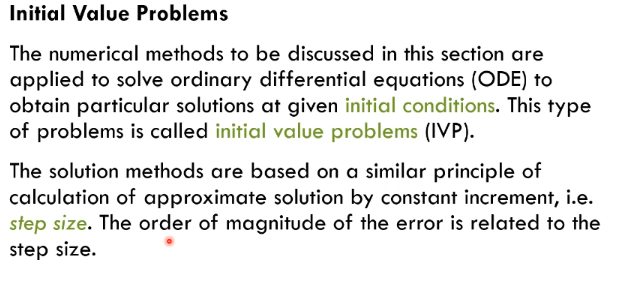 Initial Value Problems
The numerical methods to be discussed in this section are
applied to solve ordinary differential equations (ODE) to
obtain particular solutions at given initial conditions. This type
of problems is called initial value problems (IVP).
The solution methods are based on a similar principle of
calculation of approximate solution by constant increment, i.e.
step size. The order of magnitude of the error is related to the
step size.